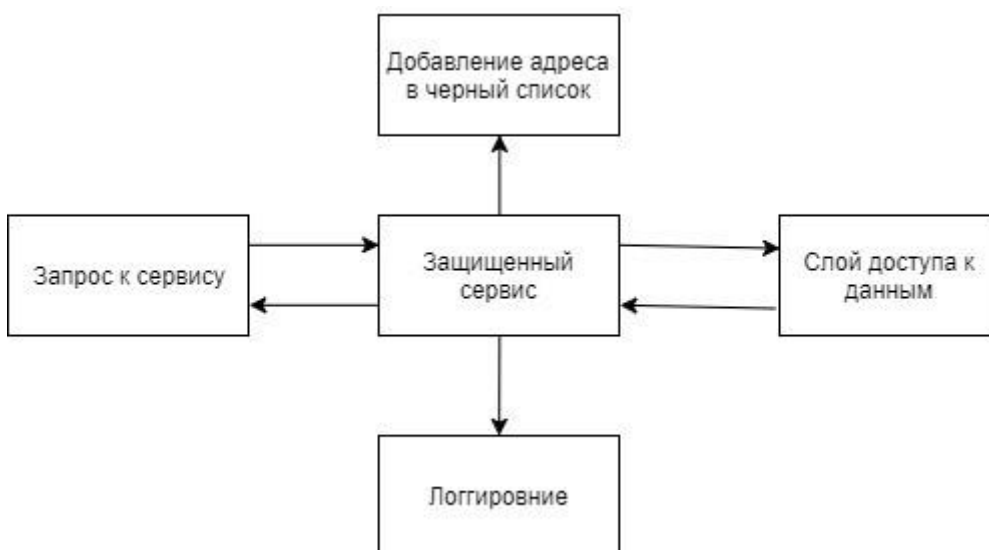 Добавление адреса
в черный список
Запрос к сервису
Защищенный
сервис
Слой доступа к
данным
Логгировние